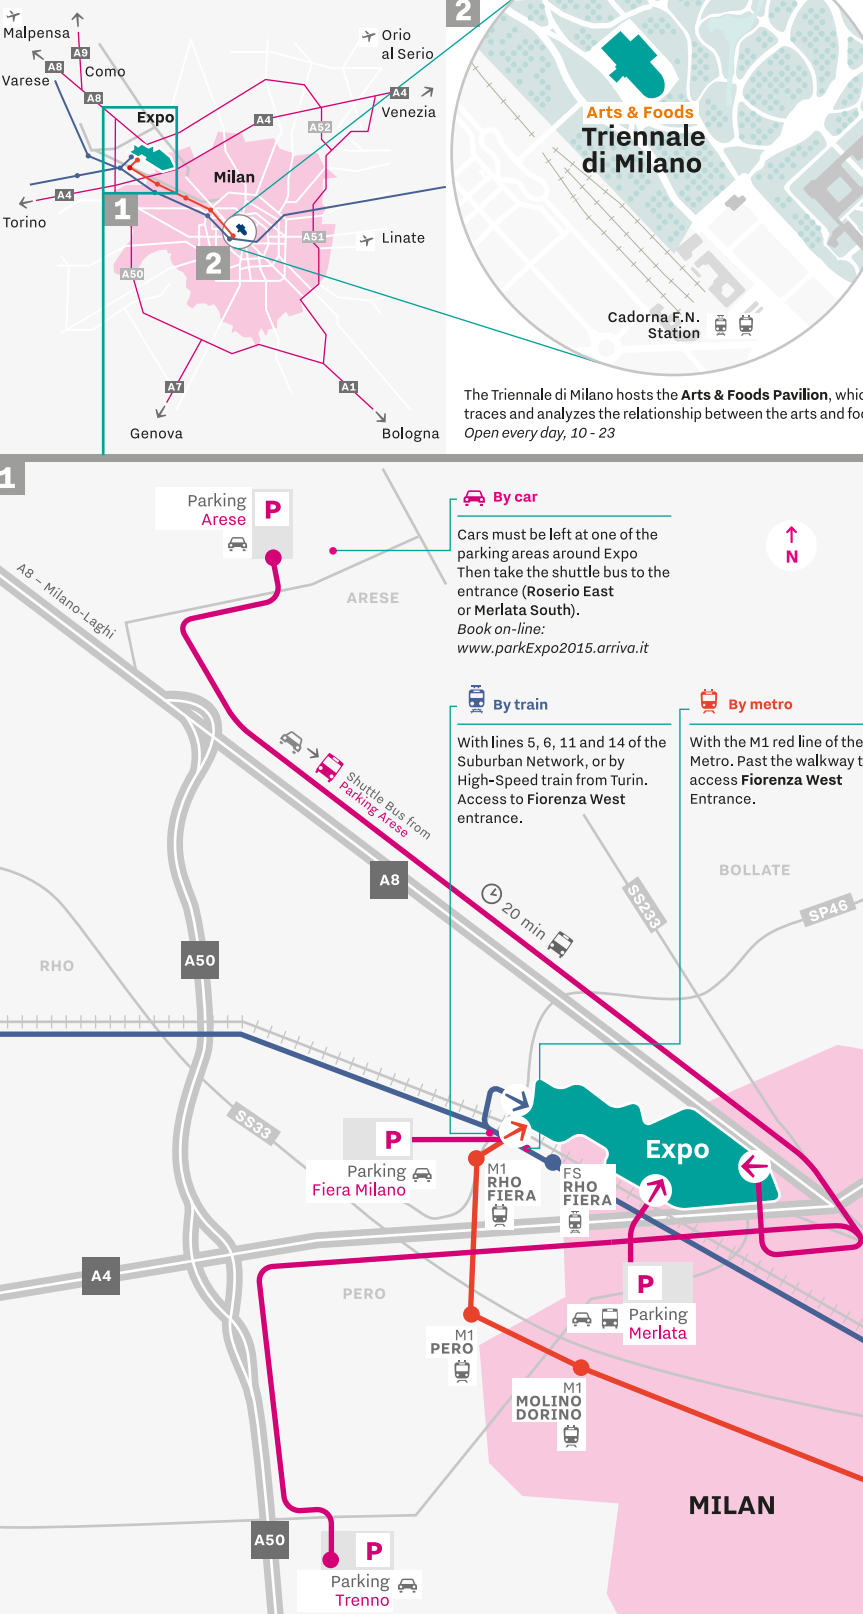 Malpensa
A9
A8
Varese
Como
A8
Expo
Orio
al Serio
A4
Venezia
A4
A52
Milan
A4
Torino
1
2
A51
Linate
A50
A7
A1
Genova
Bologna
2
Arts & Foods
Triennale
di Milano
Cadorna F.N.
Station
The Triennale di Milano hosts the Arts & Foods Pavilion, whic
traces and analyzes the relationship between the arts and foo
Open every day, 10 - 23
1
Parking
Arese
P
By car
Cars must be left at one of the
parking areas around Expo
Then take the shuttle bus to the
entrance (Roserio East
or Merlata South).
Book on-line:
www.parkExpo2015.arriva.it
N
A8 – Milano-Laghi
ARESE
By train
With lines 5, 6, 11 and 14 of the
Suburban Network, or by
High-Speed train from Turin.
Access to Fiorenza West
entrance.
By metro
With the M1 red line of the
Metro. Past the walkway t
access Fiorenza West
Entrance.
Shuttle Bus from
Parking Arese
A8
BOLLATE
SS233
SP46
20 min
RHO
A50
SS33
P
Parking
Fiera Milano
Expo
M1
RHO
FIERA
FS
RHO
FIERA
A4
PERO
P
Parking
Merlata
M1
PERO
M1
MOLINO
DORINO
MILAN
A50
P
Parking
Trenno